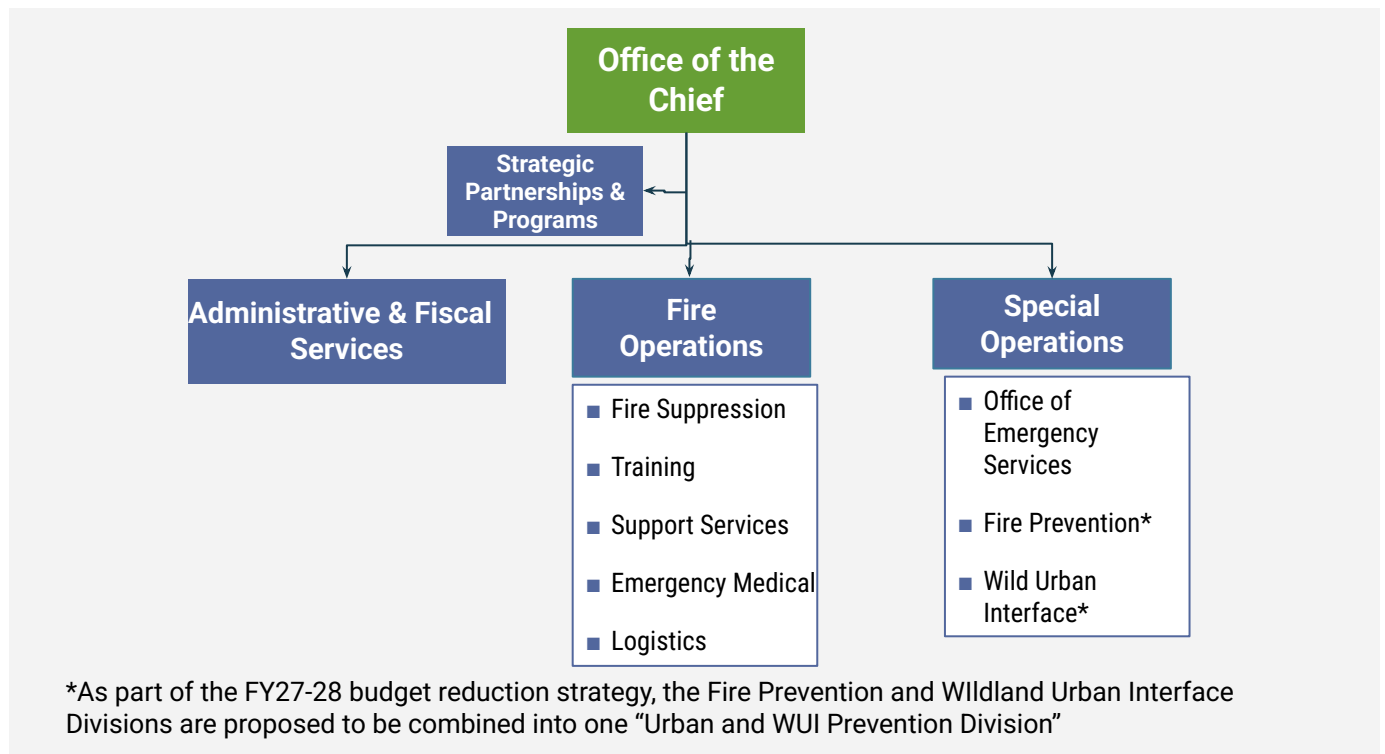 Office of the
Chief
Strategic
Partnerships &
Programs
Administrative & Fiscal
Services
Fire
Operations
Special
Operations
■ Fire Suppression
■ Training
■ Support Services
■ Emergency Medical
■ Logistics
■ Office of
Emergency
Services
■ Fire Prevention*
■ Wild Urban
Interface*
*As part of the FY27-28 budget reduction strategy, the Fire Prevention and WIldland Urban Interface
Divisions are proposed to be combined into one “Urban and WUI Prevention Division”